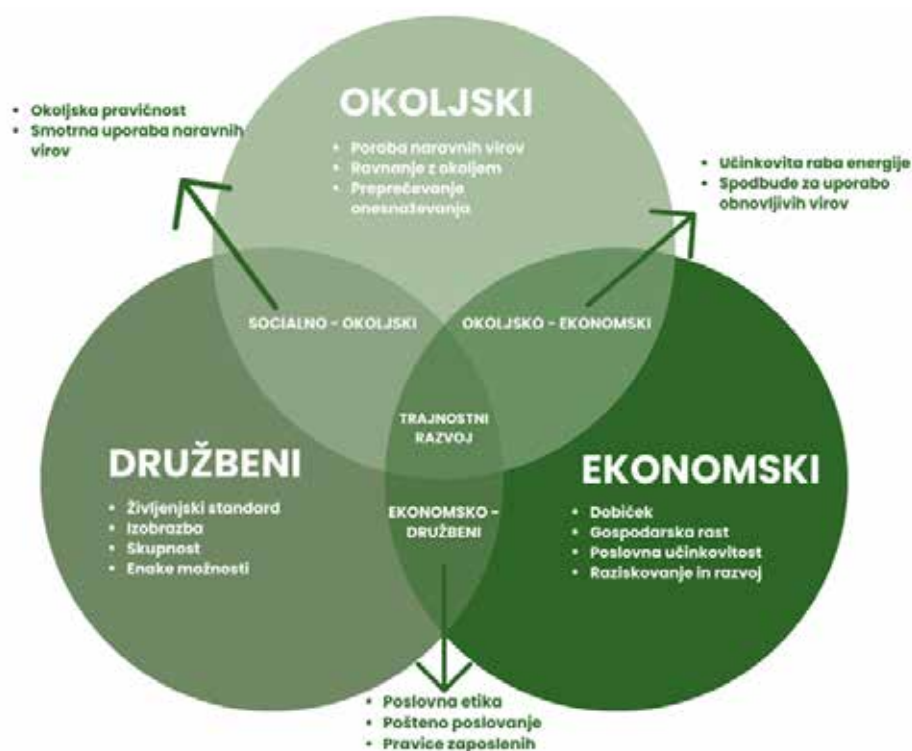 OKOLJSKI
• Poraba naravnih virov
• Ravnanje z okoljem
• Preprečevanje
onesnaževanja
• Okoljska pravičnost
• Smotrna uporaba naravnih
virov
• Učinkovita raba energije
• Spodbude za uporabo
obnovljivih virov
SOCIALNO - OKOLJSKI
OKOLJSKO - EKONOMSKI
TRAJNOSTNI
RAZVOJ
DRUŽBENI
• Življenjski standard
• Izobrazba
• Skupnost
• Enake možnosti
EKONOMSKI
• Dobiček
• Gospodarska rast
• Poslovna učinkovitost
• Raziskovanje in razvoj
EKONOMSKO -
DRUŽBENI
• Poslovna etika
• Pošteno poslovanje
• Pravice zaposlenih